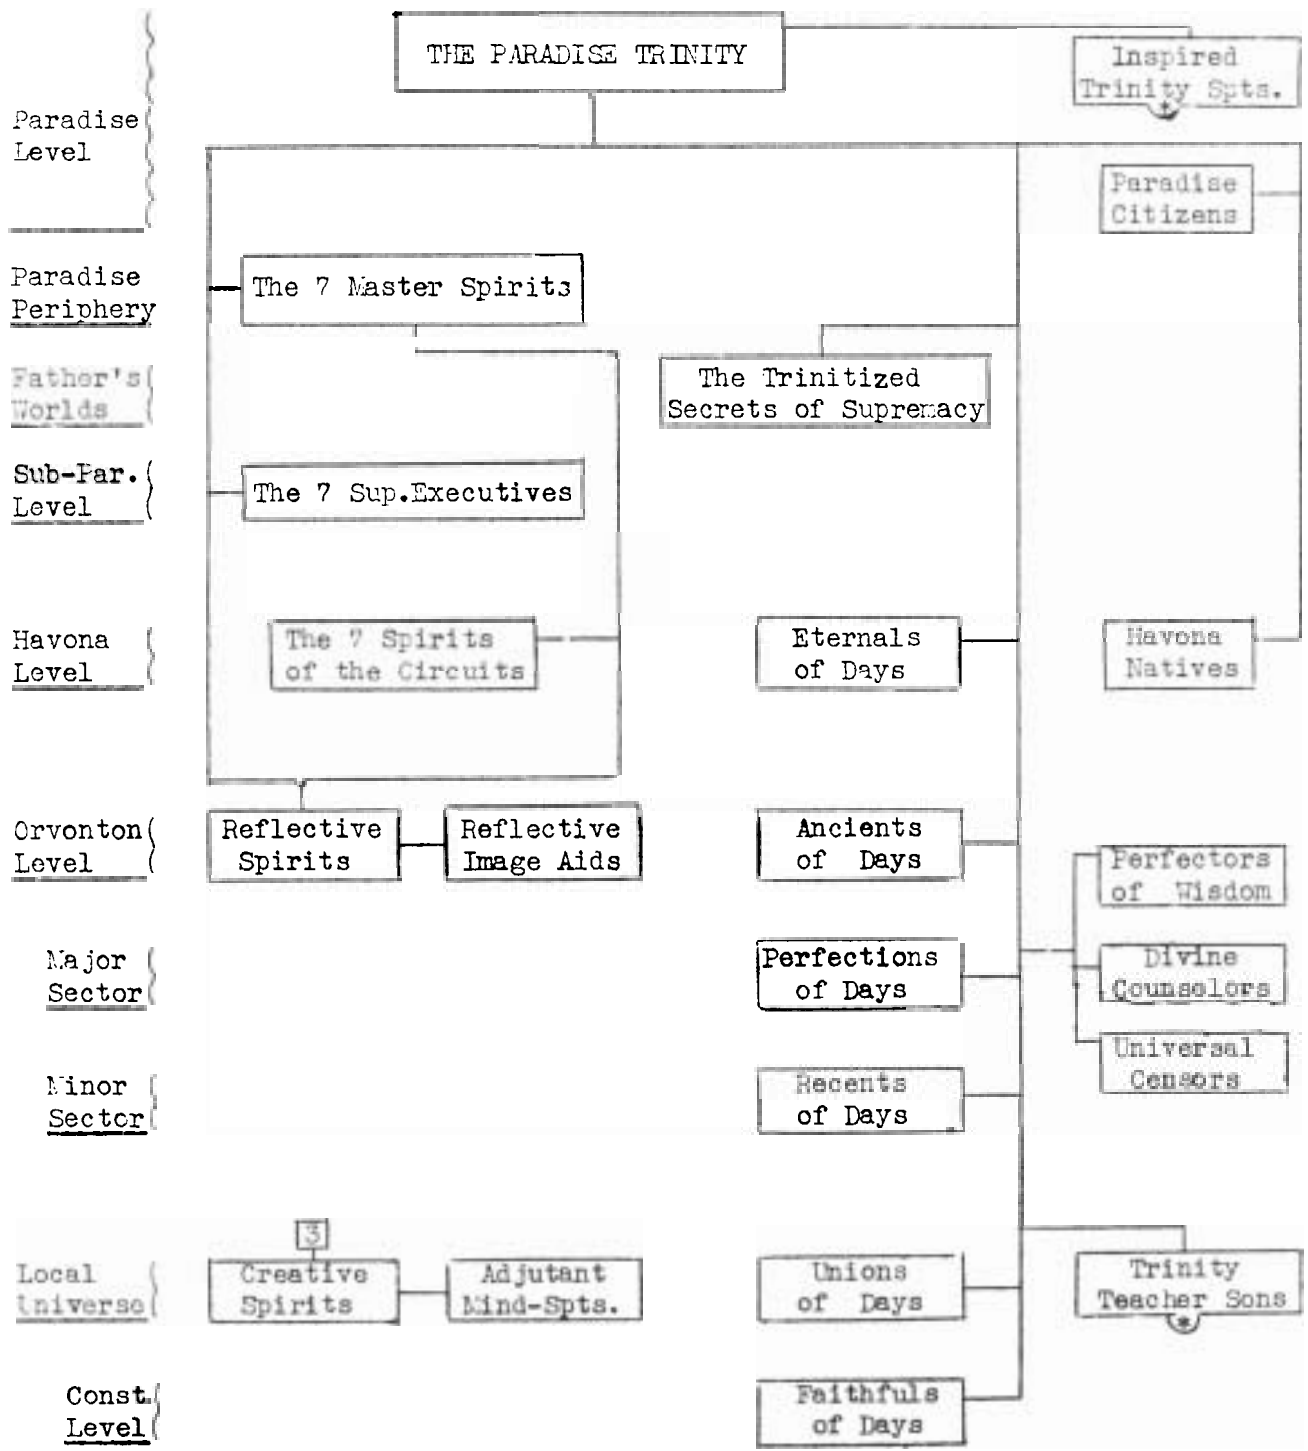 THE PARADISE TRINITY
Inspired
Trinity Spts.
*
Paradise
Level
Paradise
Citizens
Paradise
Periphery
The 7 Master Spirits
Father's
Worlds
The Trinitized
Secrets of Supremacy
Sub-Par.
Level
The 7 Sup.Executives
Havona
Level
The 7 Spirits
of the Circuits
Eternals
of Days
Havona
Natives
Orvonton
Level
Reflective
Spirits
Reflective
Image Aids
Ancients
of Days
Perfectors
of Wisdom
Major
Sector
Perfections
of Days
Divine
Counselors
Universal
Censors
Minor
Sector
Recents
of Days
3
Local
Universe
Creative
Spirits
Adjutant
Mind-Spts.
Unions
of Days
Trinity
Teacher Sons
*
Const.
Level
Faithfuls
of Days